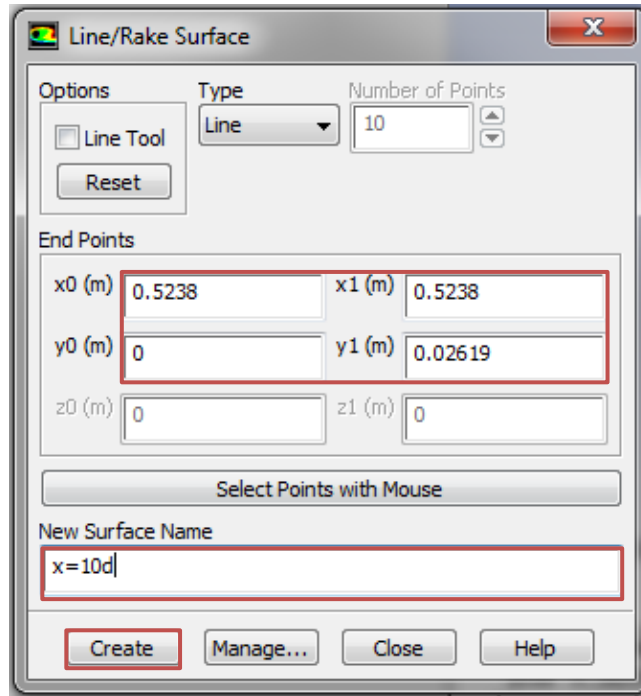 Line/Rake Surface
Options Type Number of Points
Line Tool Line 10
Reset
End Points
x0 (m) 0.5238 x1 (m) 0.5238
y0 (m) 0 y1 (m) 0.02619
z0 (m) 0 z1 (m) 0
Select Points with Mouse
New Surface Name
x=10d
Create Manage... Close Help